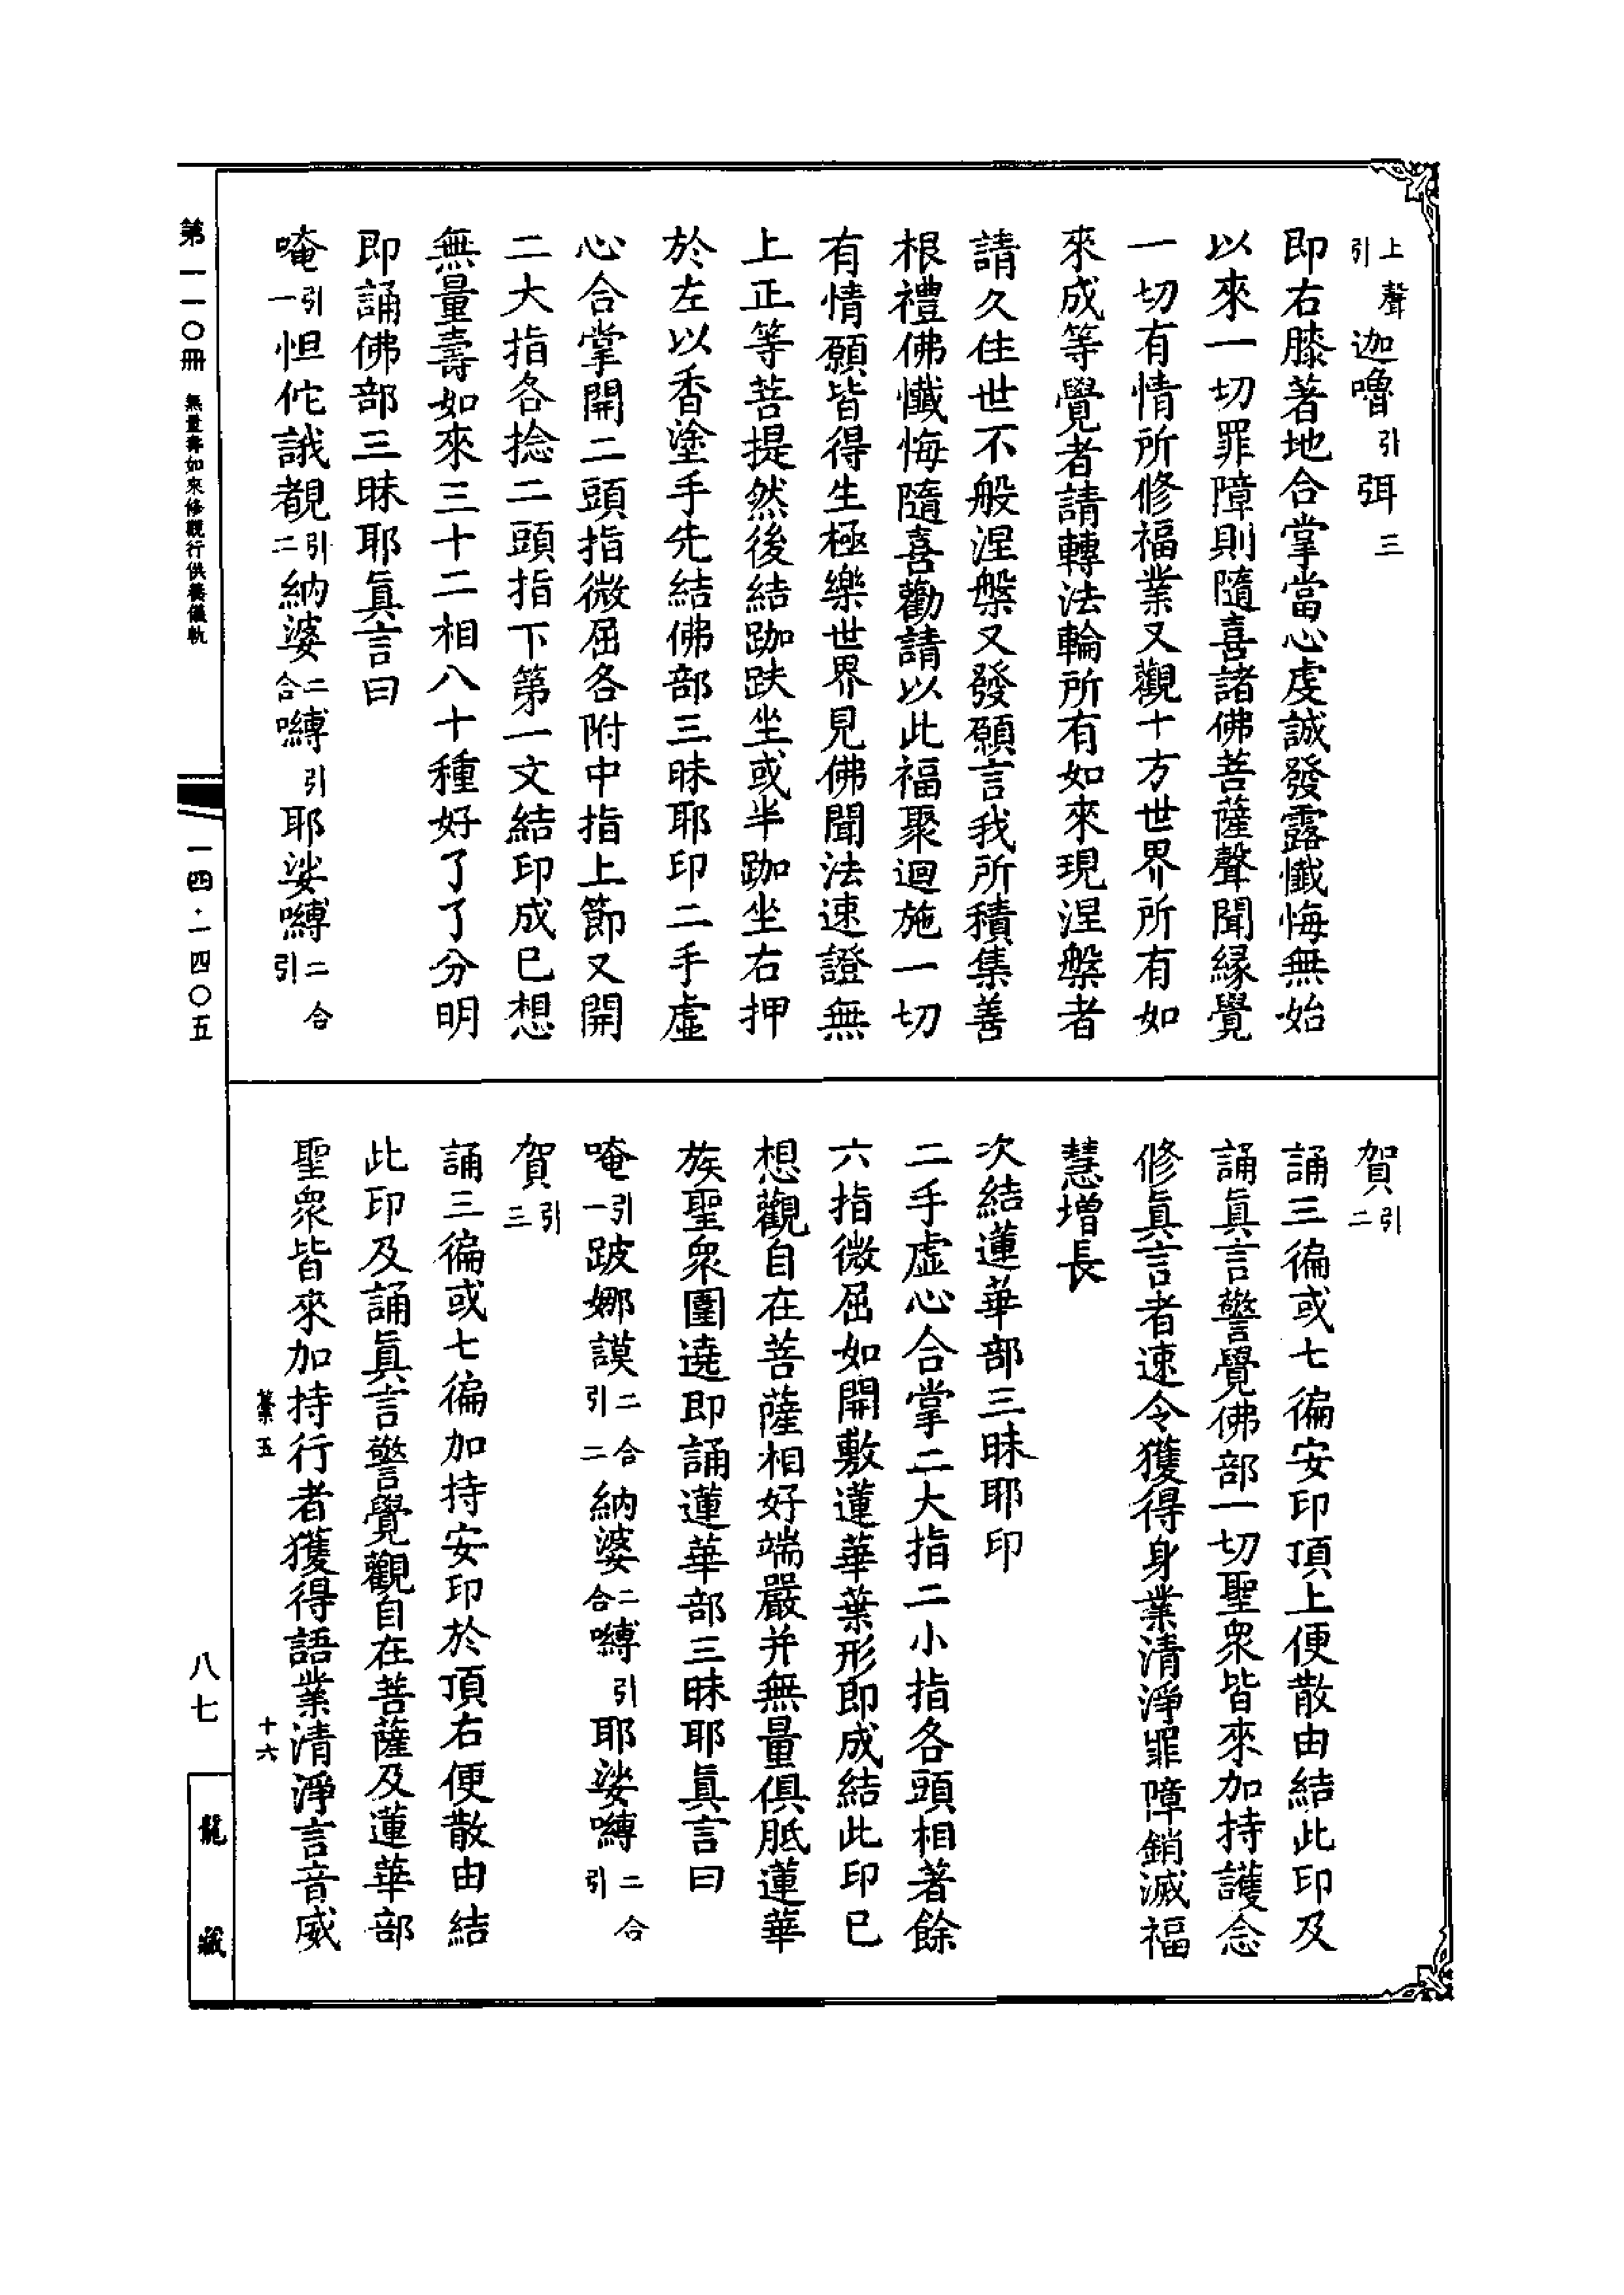 上聲引迦嚕引弭三
即右膝著地合掌當心虔誠發露懺悔無始
以來一切罪障則隨喜諸佛菩薩聲聞緣覺
一切有情所修福業又觀十方世界所有如
來成等覺者請轉法輪所有如來現涅槃者
請久住世不般涅槃又發願言我所積集善
根禮佛懺悔隨喜勸請以此福聚迴施一切
有情願皆得生極樂世界見佛聞法速證無
上正等菩提然後結跏趺坐或半跏坐右押
於左以香塗手先結佛部三昧耶印二手虛
心合掌開二頭指微屈各附中指上節又開
二大指各捻二頭指下第一文結印成已想
無量壽如來三十二相八十種好了了分明
即誦佛部三昧耶眞言曰
唵引一怛佗誐覩引二納婆二合嚩引耶娑嚩二合引
賀引二
誦三徧或七徧安印頂上便散由結此印及
誦眞言警覺佛部一切聖衆皆來加持護念
修眞言者速令獲得身業清淨罪障銷滅福
慧增長
次結蓮華部三昧耶印
二手虛心合掌二大指二小指各頭相著餘
六指微屈如開敷蓮華葉形即成結此印已
想觀自在菩薩相好端嚴并無量俱胝蓮華
族聖衆圍遶即誦蓮華部三昧耶眞言曰
唵引一跛娜謨二合引二納婆二合嚩引耶娑嚩二合引
賀引三
誦三徧或七徧加持安印於頂右便散由結
此印及誦眞言警覺觀自在菩薩及蓮華部
聖衆皆來加持行者獲得語業清淨言音威
五 十六
第一一〇冊 無量壽如來修觀行供養儀軌
一四·一四〇五
八七
龍藏